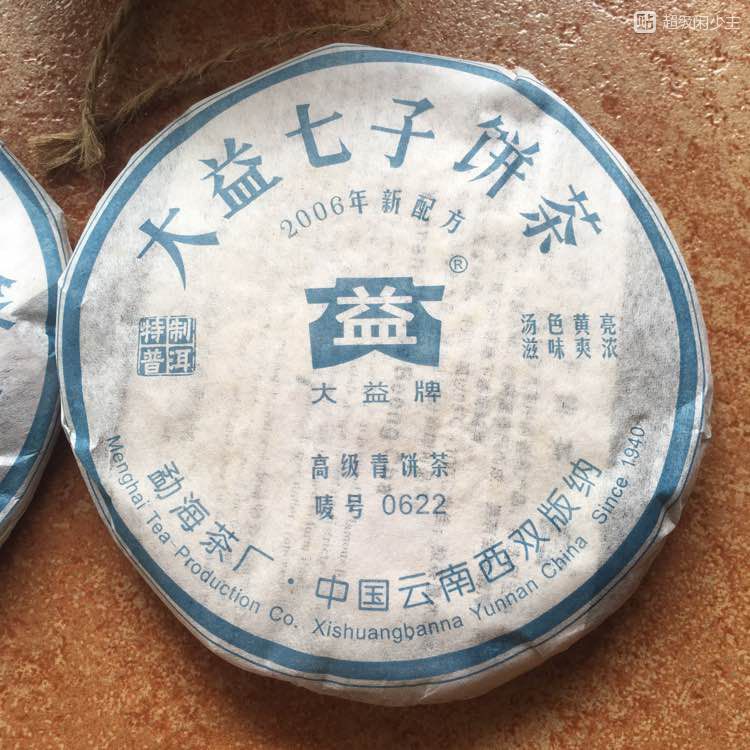 超级闲少主
大益七子饼茶
2006年新配方
®
益
大益牌
特制
普洱
汤色黄亮
滋味爽浓
高级青饼茶
唛号 0622
勐海茶厂·中国云南西双版纳
Menghai Tea Production Co. Xishuangbanna Yunnan China Since 1940